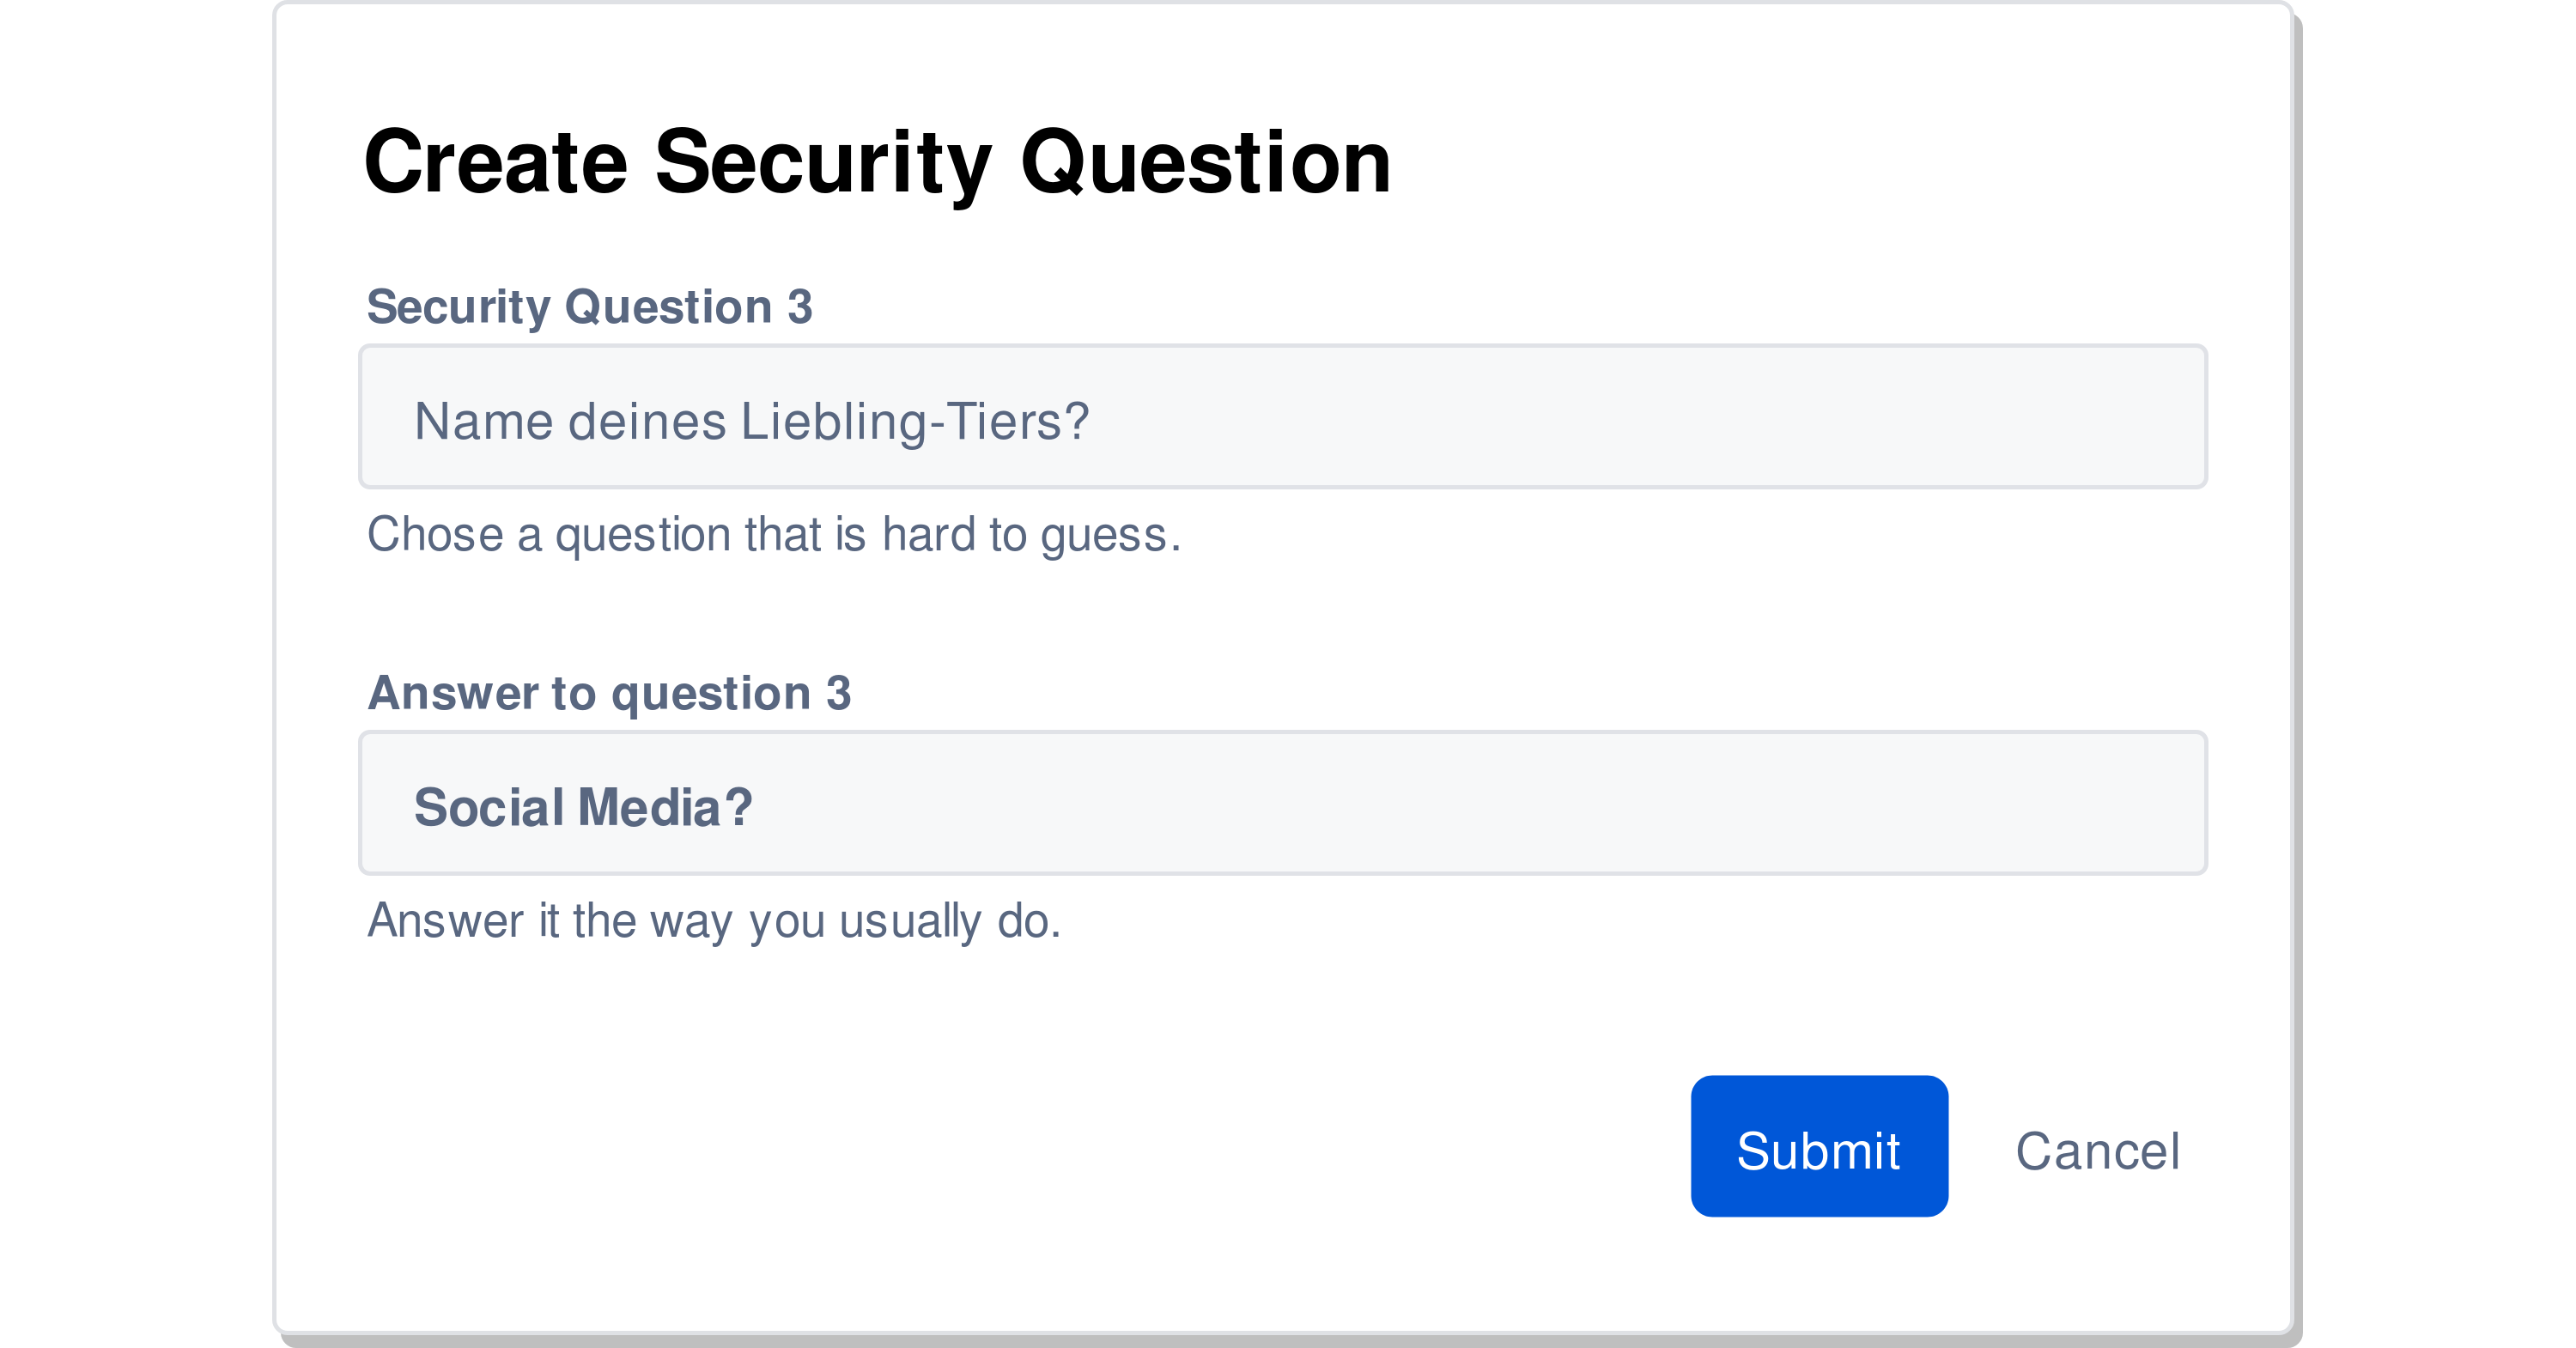 Create Security Question
Security Question 3
Name deines Liebling-Tiers?
Chose a question that is hard to guess.
Answer to question 3
Social Media?
Answer it the way you usually do.
Submit
Cancel